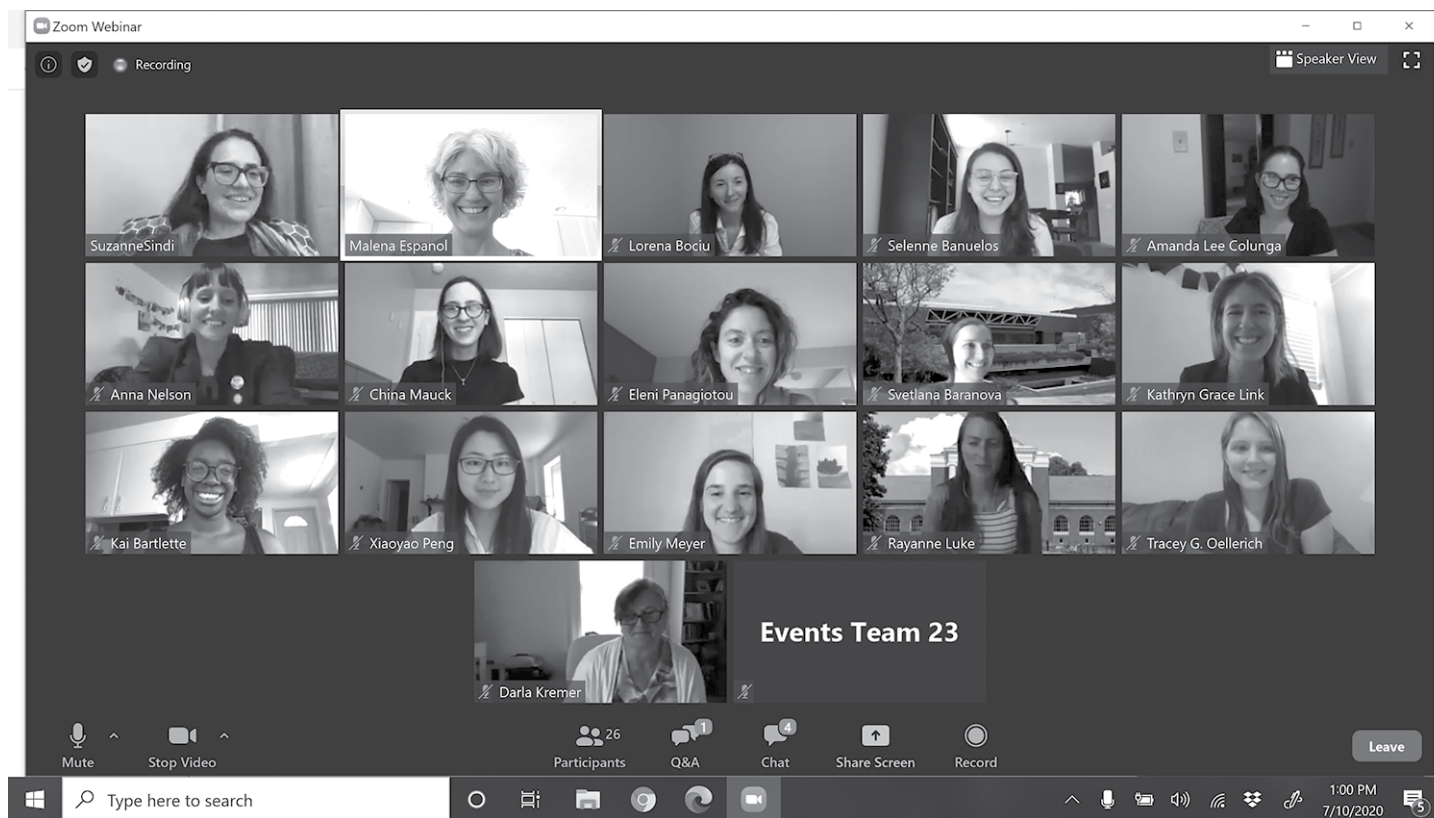 Zoom Webinar
Recording
Speaker View
SuzanneSindi
Malena Espanol
Lorena Bociu
Selenne Banuelos
Amanda Lee Colunga
Anna Nelson
China Mauck
Eleni Panagiotou
Svetlana Baranova
Kathryn Grace Link
Kai Bartlette
Xiaoyao Peng
Emily Meyer
Rayanne Luke
Tracey G. Oellerich
Darla Kremer
Events Team 23
26
1
4
Mute
Stop Video
Participants
Q&A
Chat
Share Screen
Record
Leave
Type here to search
1:00 PM
7/10/2020
5